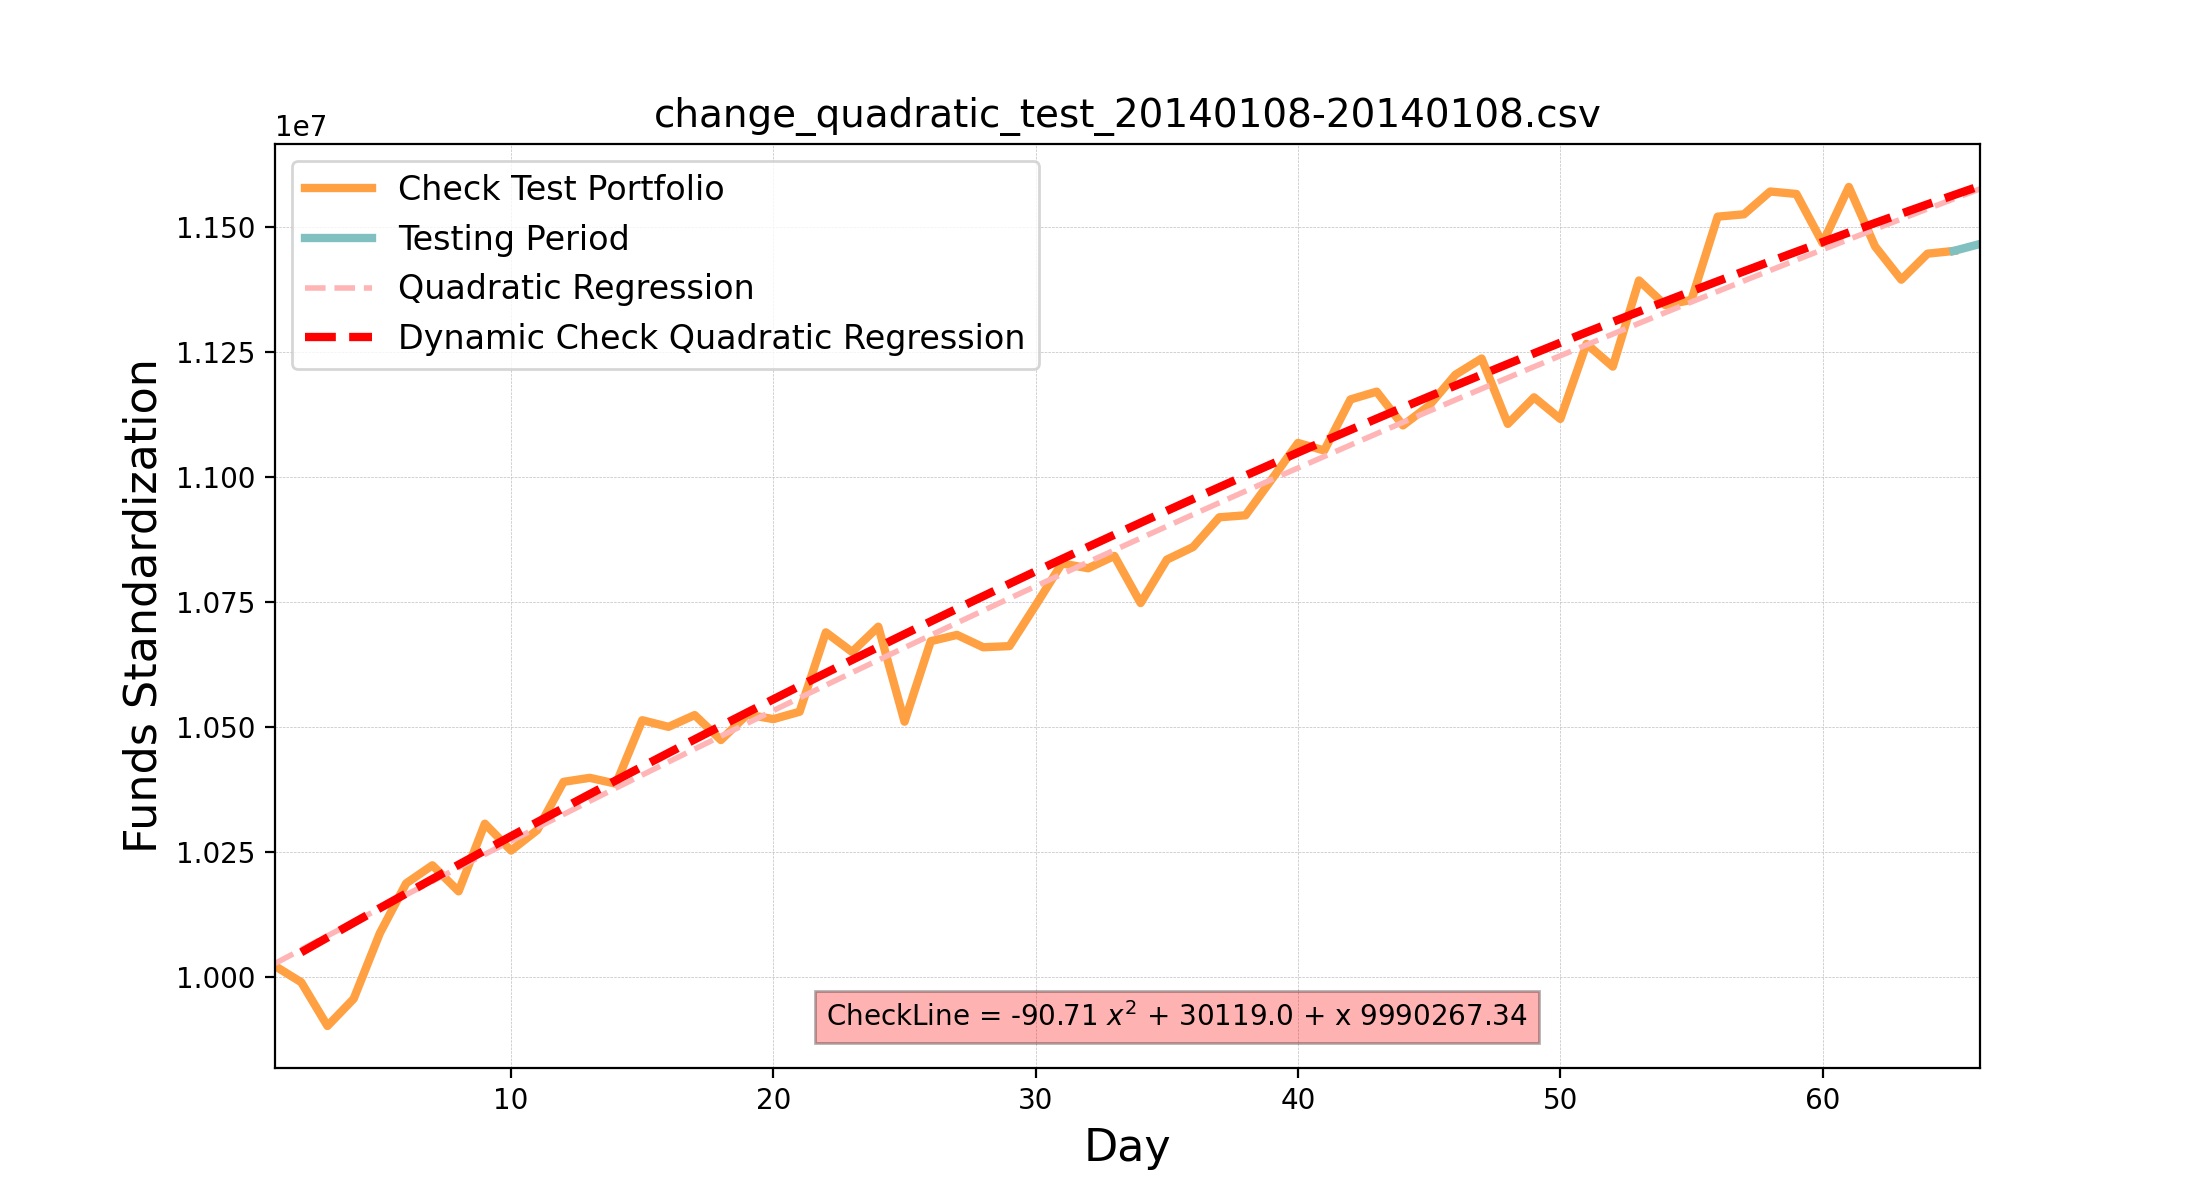 change_quadratic_test_20140108-20140108.csv
1e7
Check Test Portfolio
Testing Period
Quadratic Regression
Dynamic Check Quadratic Regression
Funds Standardization
1.150
1.125
1.100
1.075
1.050
1.025
1.000
CheckLine = -90.71 x² + 30119.0 + x 9990267.34
10 20 30 40 50 60
Day